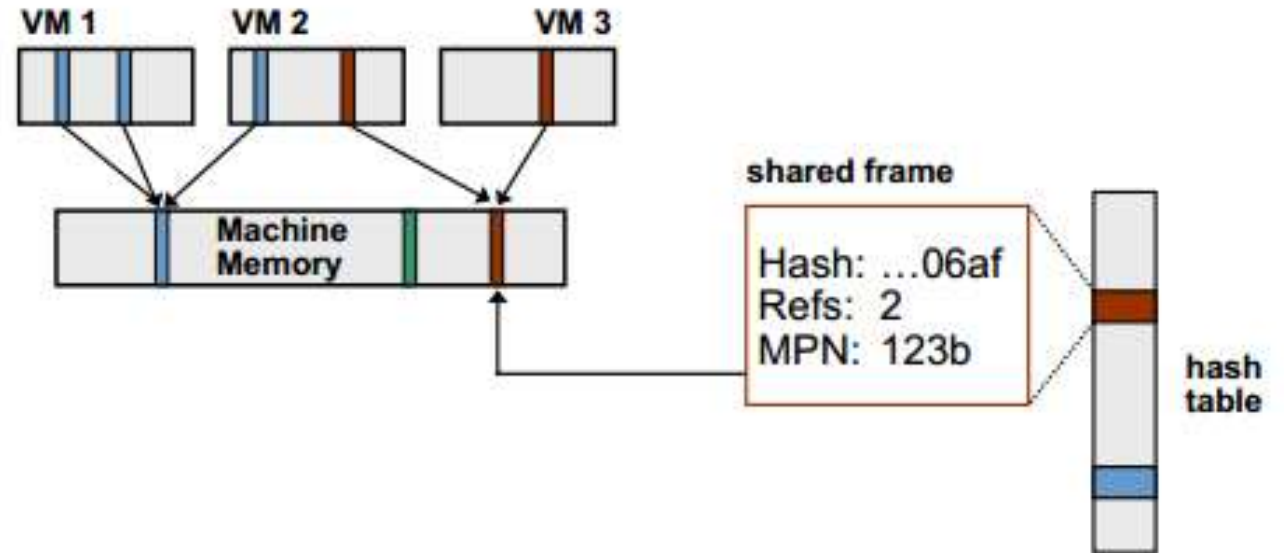 VM 1
VM 2
VM 3
Machine
Memory
shared frame
Hash: ...06af
Refs: 2
MPN: 123b
hash
table